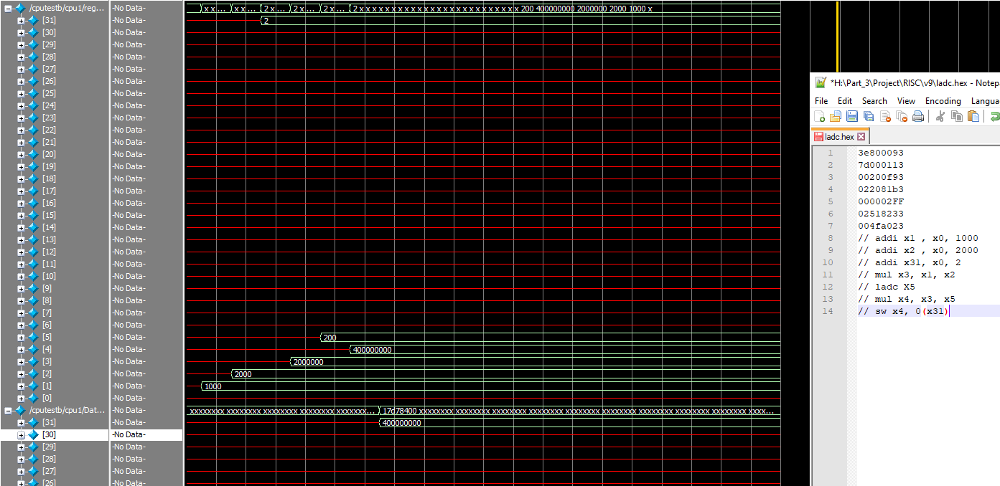 /cputestb/cpu1/reg... -No Data- x x ... x x ... 2 x... 2 x... 2 x... 2 x x x x x x x x x x x x x x x x x x x x x x x x x 200 400000000 2000000 2000 1000 x
[31] -No Data- 2
[30] -No Data-
[29] -No Data-
[28] -No Data-
[27] -No Data-
[26] -No Data-
[25] -No Data-
[24] -No Data-
[23] -No Data-
[22] -No Data-
[21] -No Data-
[20] -No Data-
[19] -No Data-
[18] -No Data-
[17] -No Data-
[16] -No Data-
[15] -No Data-
[14] -No Data-
[13] -No Data-
[12] -No Data-
[11] -No Data-
[10] -No Data-
[9] -No Data-
[8] -No Data-
[7] -No Data-
[6] -No Data-
[5] -No Data- 200
[4] -No Data- 400000000
[3] -No Data- 2000000
[2] -No Data- 2000
[1] -No Data- 1000
[0] -No Data-
/cputestb/cpu1/Dat... -No Data- xxxxxxxx xxxxxxxx xxxxxxxx xxxxxxxx xxxxxxx... 17d78400 xxxxxxxx xxxxxxxx xxxxxxxx xxxxxxxx xxxxxxxx xxxxxxxx xxxxxxxx xxxxxxxx xxxxxxxx xxxx...
[31] -No Data- 400000000
[30] -No Data-
[29] -No Data-
[28] -No Data-
[27] -No Data-
[26] -No Data-
*H:\Part_3\Project\RISC\v9\ladc.hex - Notep
File Edit Search View Encoding Langua
ladc.hex
1 3e800093
2 7d000113
3 00200f93
4 022081b3
5 000002FF
6 02518233
7 004fa023
8 // addi x1 , x0, 1000
9 // addi x2 , x0, 2000
10 // addi x31, x0, 2
11 // mul x3, x1, x2
12 // ladc X5
13 // mul x4, x3, x5
14 // sw x4, 0(x31)